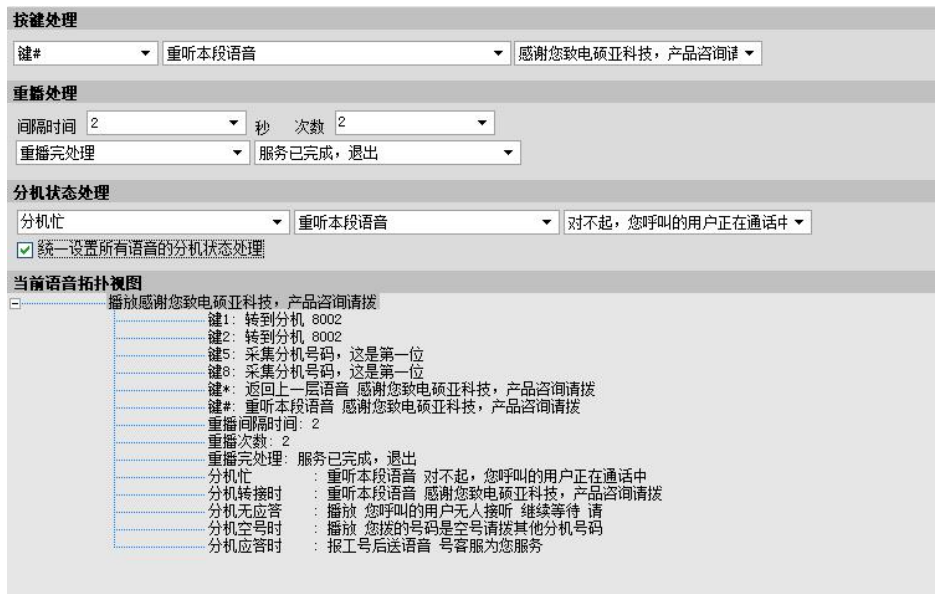 按键处理
键# 重听本段语音 感谢您致电硕亚科技，产品咨询请
重播处理
间隔时间 2 秒 次数 2
重播完处理 服务已完成，退出
分机状态处理
分机忙 重听本段语音 对不起，您呼叫的用户正在通话中
统一设置所有语音的分机状态处理
当前语音拓扑视图
播放感谢您致电硕亚科技，产品咨询请拨
键1: 转到分机 8002
键2: 转到分机 8002
键5: 采集分机号码，这是第一位
键8: 采集分机号码，这是第一位
键*: 返回上一层语音 感谢您致电硕亚科技，产品咨询请拨
键#: 重听本段语音 感谢您致电硕亚科技，产品咨询请拨
重播间隔时间: 2
重播次数: 2
重播完处理: 服务已完成，退出
分机忙 : 重听本段语音 对不起，您呼叫的用户正在通话中
分机转接时 : 重听本段语音 感谢您致电硕亚科技，产品咨询请拨
分机无应答 : 播放 您呼叫的用户无人接听 继续等待 请
分机空号时 : 播放 您拨的号码是空号请拨其他分机号码
分机应答时 : 报工号后送语音 号客服为您服务